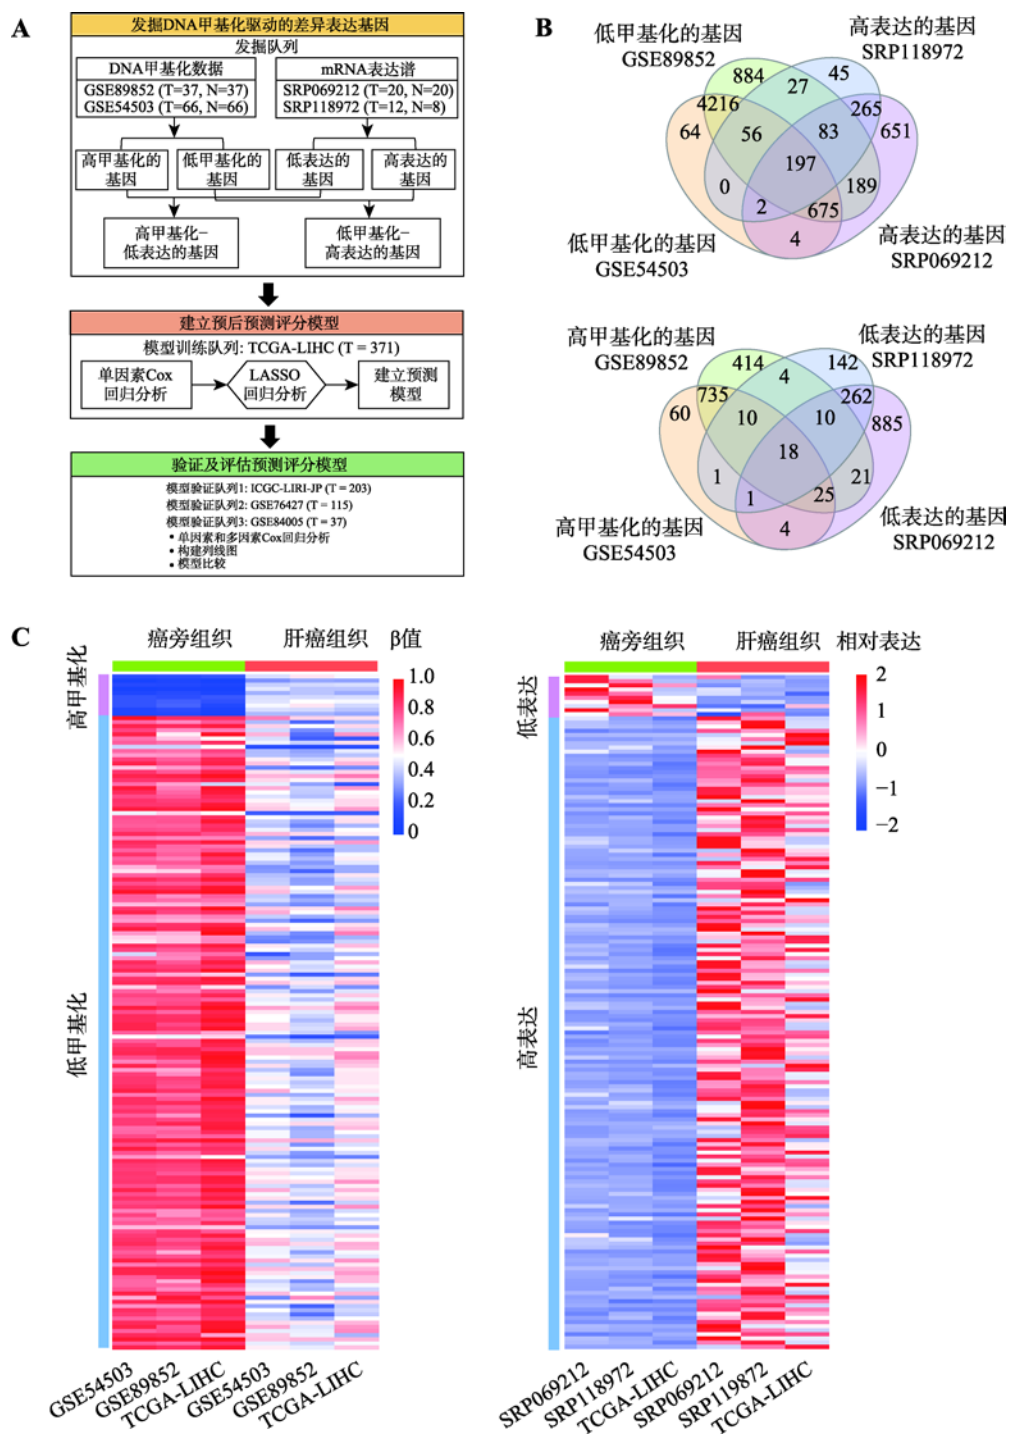 A
发掘DNA甲基化驱动的差异表达基因
发掘队列
DNA甲基化数据
GSE89852 (T=37, N=37)
GSE54503 (T=66, N=66)
mRNA表达谱
SRP069212 (T=20, N=20)
SRP118972 (T=12, N=8)
高甲基化的
基因
低甲基化的
基因
低表达的
基因
高表达的
基因
高甲基化−
低表达的基因
低甲基化−
高表达的基因
建立预后预测评分模型
模型训练队列: TCGA-LIHC (T = 371)
单因素Cox
回归分析
LASSO
回归分析
建立预测
模型
验证及评估预测评分模型
模型验证队列1: ICGC-LIRI-JP (T = 203)
模型验证队列2: GSE76427 (T = 115)
模型验证队列3: GSE84005 (T = 37)
• 单因素和多因素Cox回归分析
• 构建列线图
• 模型比较
B
低甲基化的基因
GSE89852
高表达的基因
SRP118972
884
27
45
4216
265
64
56
83
651
197
0
189
2
675
4
低甲基化的基因
GSE54503
高表达的基因
SRP069212
高甲基化的基因
GSE89852
低表达的基因
SRP118972
414
4
142
735
262
60
10
10
885
18
1
21
1
25
4
高甲基化的基因
GSE54503
低表达的基因
SRP069212
C
癌旁组织
肝癌组织
β值
高甲基化
低甲基化
1.0
0.8
0.6
0.4
0.2
0
GSE54503
GSE89852
TCGA-LIHC
GSE54503
GSE89852
TCGA-LIHC
癌旁组织
肝癌组织
相对表达
低表达
高表达
2
1
0
−1
−2
SRP069212
SRP118972
TCGA-LIHC
SRP069212
SRP119872
TCGA-LIHC